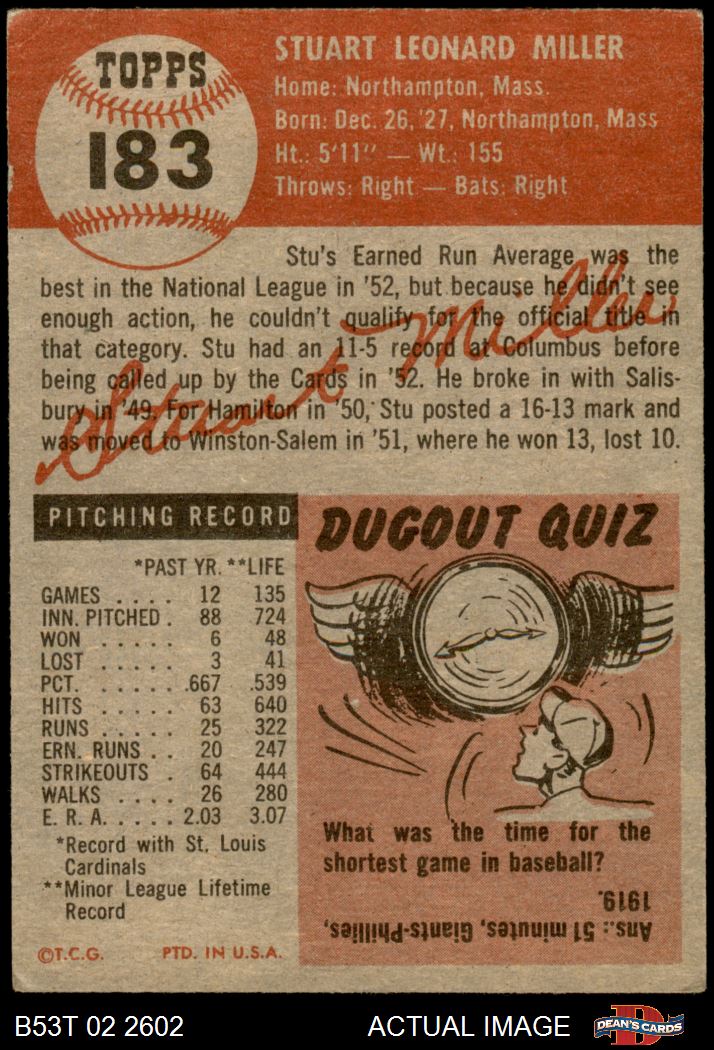 TOPPS
183
STUART LEONARD MILLER
Home: Northampton, Mass.
Born: Dec. 26, '27, Northampton, Mass
Ht.: 5'11" — Wt.: 155
Throws: Right — Bats: Right
Stu's Earned Run Average was the
best in the National League in '52, but because he didn't see
enough action, he couldn't qualify for the official title in
that category. Stu had an 11-5 record at Columbus before
being called up by the Cards in '52. He broke in with Salis-
bury in '49. For Hamilton in '50, Stu posted a 16-13 mark and
was moved to Winston-Salem in '51, where he won 13, lost 10.
Stuart Miller
PITCHING RECORD
*PAST YR. **LIFE
GAMES .... 12 135
INN. PITCHED . 88 724
WON ..... 6 48
LOST ..... 3 41
PCT. ..... .667 .539
HITS ..... 63 640
RUNS ..... 25 322
ERN. RUNS .. 20 247
STRIKEOUTS . 64 444
WALKS .... 26 280
E. R. A. .... 2.03 3.07
*Record with St. Louis
Cardinals
**Minor League Lifetime
Record
©T.C.G. PTD. IN U.S.A.
DUGOUT QUIZ
What was the time for the
shortest game in baseball?
Ans.: 51 minutes, Giants-Phillies,
1919.
B53T 02 2602
ACTUAL IMAGE
D
DEAN'S CARDS